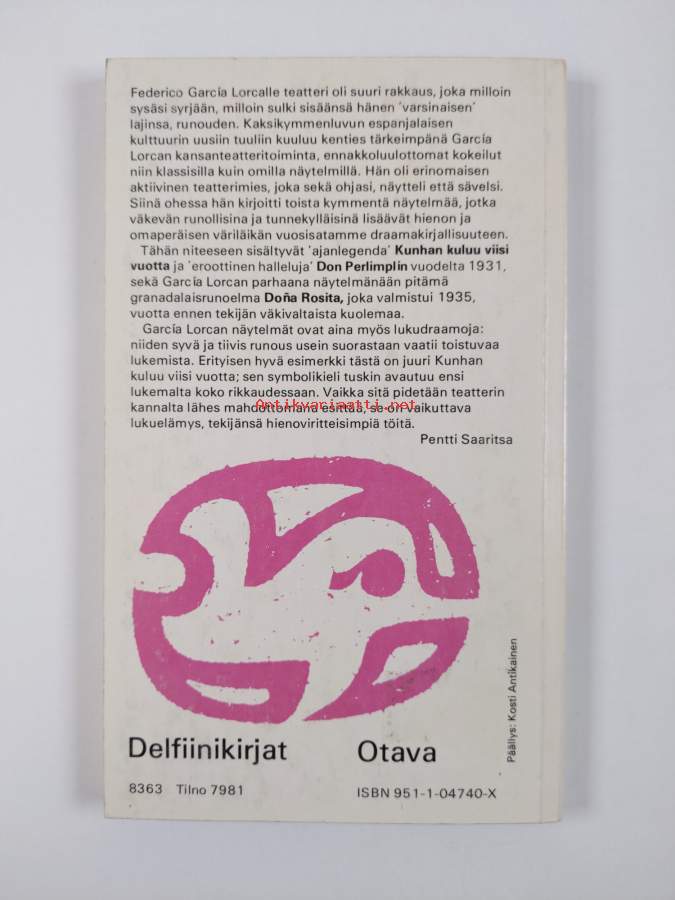 Federico García Lorcalle teatteri oli suuri rakkaus, joka milloin
sysäsi syrjään, milloin sulki sisäänsä hänen 'varsinaisen'
lajinsa, runouden. Kaksikymmenluvun espanjalaisen
kulttuurin uusiin tuuliin kuuluu kenties tärkeimpänä García
Lorcan kansanteatteritoiminta, ennakkoluulottomat kokeilut
niin klassisilla kuin omilla näytelmillä. Hän oli erinomaisen
aktiivinen teatterimies, joka sekä ohjasi, näytteli että sävelsi.
Siinä ohessa hän kirjoitti toista kymmentä näytelmää, jotka
väkevän runollisina ja tunnekylläisinä lisäävät hienon ja
omaperäisen väriläikän vuosisatamme draamakirjallisuuteen.
Tähän niteeseen sisältyvät 'ajanlegenda' Kunhan kuluu viisi
vuotta ja 'eroottinen halleluja' Don Perlimplín vuodelta 1931,
sekä García Lorcan parhaana näytelmänään pitämä
granadalaisrunoelma Doña Rosita, joka valmistui 1935,
vuotta ennen tekijän väkivaltaista kuolemaa.
García Lorcan näytelmät ovat aina myös lukudraamoja:
niiden syvä ja tiivis runous usein suorastaan vaatii toistuvaa
lukemista. Erityisen hyvä esimerkki tästä on juuri Kunhan
kuluu viisi vuotta; sen symbolikieli tuskin avautuu ensi
lukemalta koko rikkaudessaan. Vaikka sitä pidetään teatterin
kannalta lähes mahdottomana esittää, se on vaikuttava
lukuelämys, tekijänsä hienoviritteisimpiä töitä.
Pentti Saaritsa
Antikvariaatti.net
Päällys: Kosti Antikainen
Delfiinikirjat Otava
8363 Tilno 7981 ISBN 951-1-04740-X